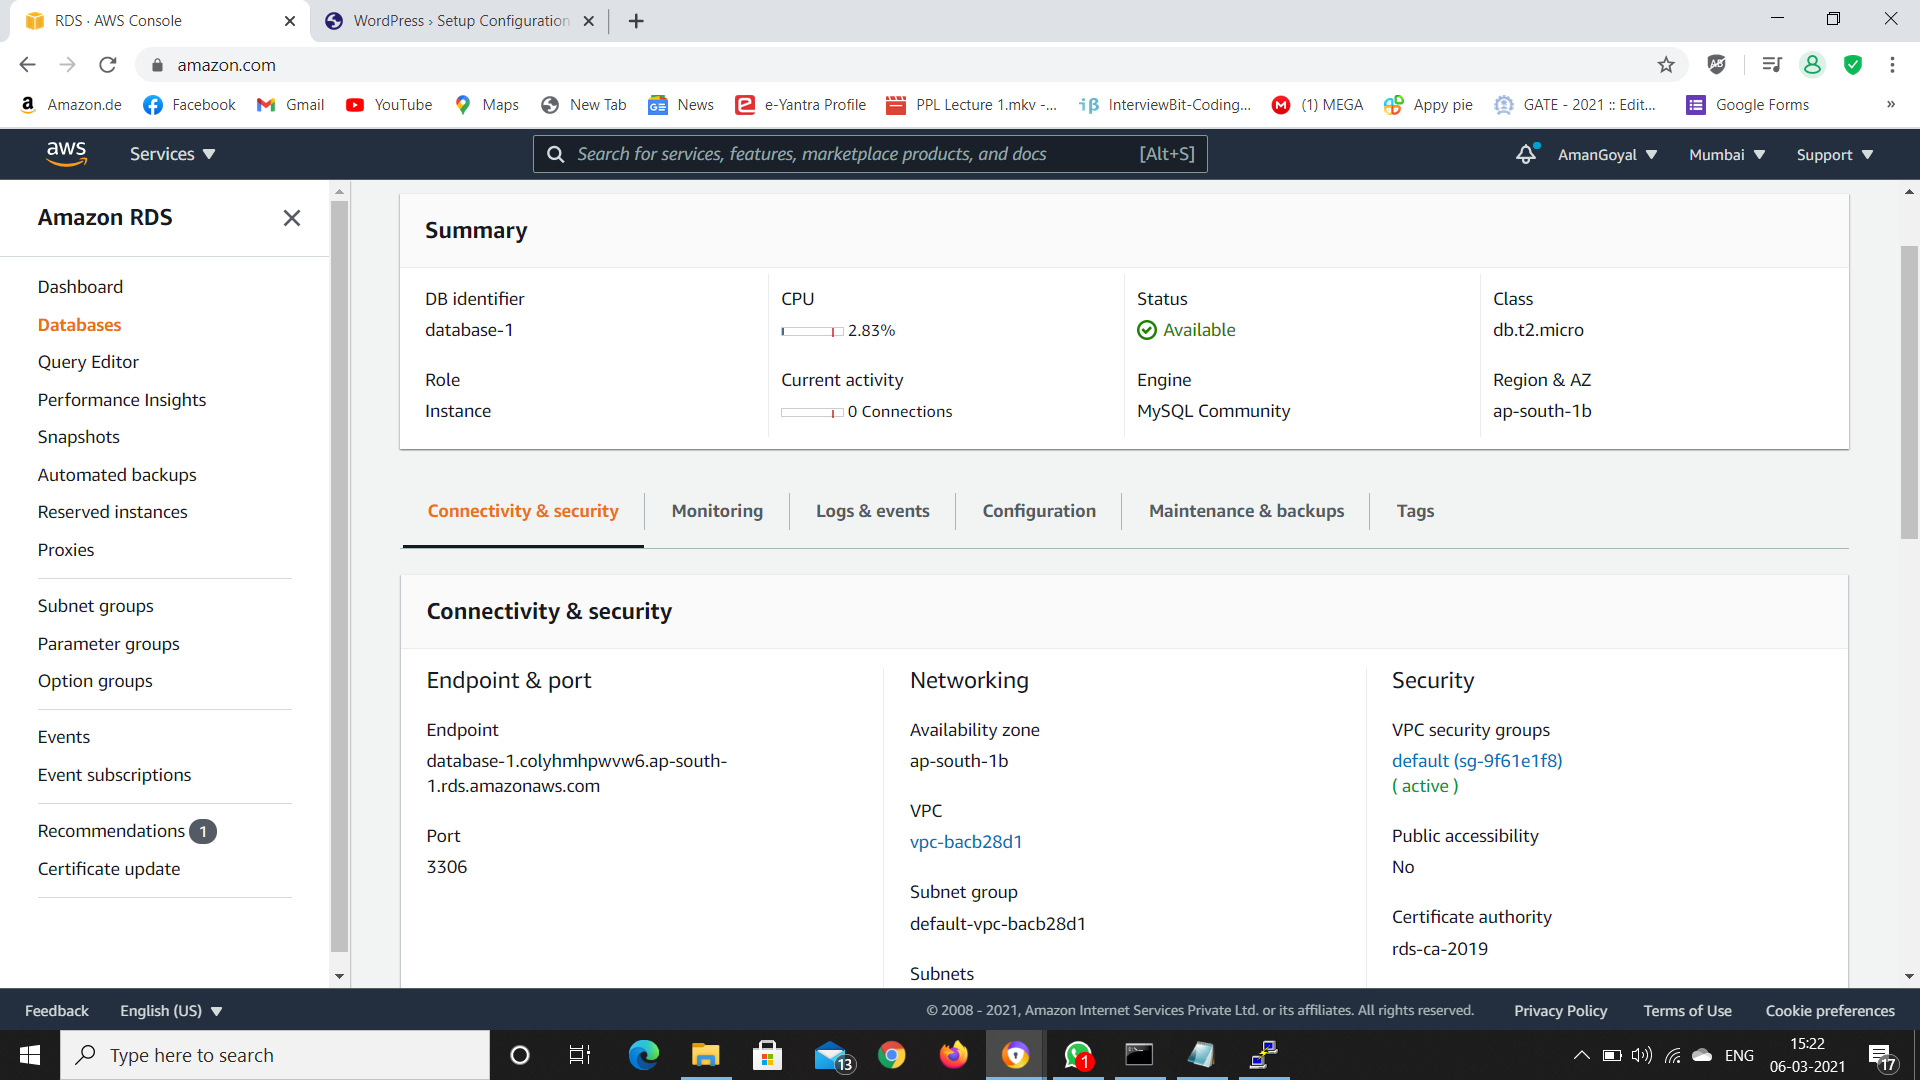 RDS · AWS Console
WordPress › Setup Configuration
amazon.com
Amazon.de
Facebook
Gmail
YouTube
Maps
New Tab
News
e-Yantra Profile
PPL Lecture 1.mkv -...
InterviewBit-Coding...
(1) MEGA
Appy pie
GATE - 2021 :: Edit...
Google Forms
»
aws
Services
Search for services, features, marketplace products, and docs
[Alt+S]
AmanGoyal
Mumbai
Support
Amazon RDS
Dashboard
Databases
Query Editor
Performance Insights
Snapshots
Automated backups
Reserved instances
Proxies
Subnet groups
Parameter groups
Option groups
Events
Event subscriptions
Recommendations 1
Certificate update
Summary
DB identifier
database-1
CPU
2.83%
Status
Available
Class
db.t2.micro
Role
Instance
Current activity
0 Connections
Engine
MySQL Community
Region & AZ
ap-south-1b
Connectivity & security
Monitoring
Logs & events
Configuration
Maintenance & backups
Tags
Connectivity & security
Endpoint & port
Endpoint
database-1.colyhmhpwvw6.ap-south-
1.rds.amazonaws.com
Port
3306
Networking
Availability zone
ap-south-1b
VPC
vpc-bacb28d1
Subnet group
default-vpc-bacb28d1
Subnets
Security
VPC security groups
default (sg-9f61e1f8)
( active )
Public accessibility
No
Certificate authority
rds-ca-2019
Feedback
English (US)
© 2008 - 2021, Amazon Internet Services Private Ltd. or its affiliates. All rights reserved.
Privacy Policy
Terms of Use
Cookie preferences
Type here to search
13
1
ENG
15:22
06-03-2021
17